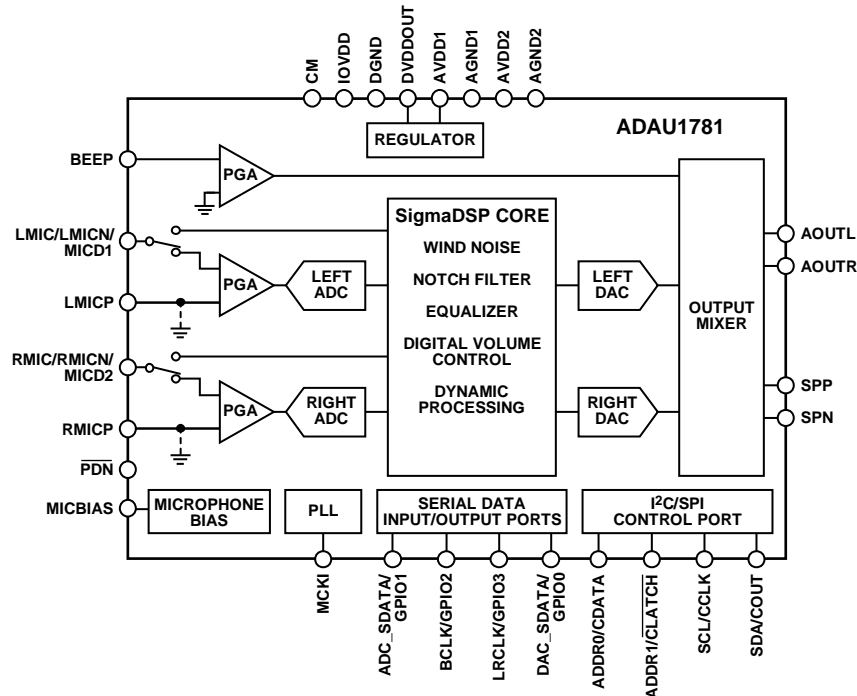 CM
IOVDD
DGND
DVDDOUT
AVDD1
AGND1
AVDD2
AGND2
ADAU1781
REGULATOR
BEEP
PGA
SigmaDSP CORE
WIND NOISE
NOTCH FILTER
EQUALIZER
DIGITAL VOLUME
CONTROL
DYNAMIC
PROCESSING
LMIC/LMICN/
MICD1
PGA
LEFT
ADC
LEFT
DAC
OUTPUT
MIXER
AOUTL
AOUTR
LMICP
RMIC/RMICN/
MICD2
PGA
RIGHT
ADC
RIGHT
DAC
SPP
SPN
RMICP
PDN
MICBIAS
MICROPHONE
BIAS
PLL
SERIAL DATA
INPUT/OUTPUT PORTS
I2C/SPI
CONTROL PORT
MCKI
ADC_SDATA/
GPIO1
BCLK/GPIO2
LRCLK/GPIO3
DAC_SDATA/
GPIO0
ADDR0/CDATA
ADDR1/CLATCH
SCL/CCLK
SDA/COUT